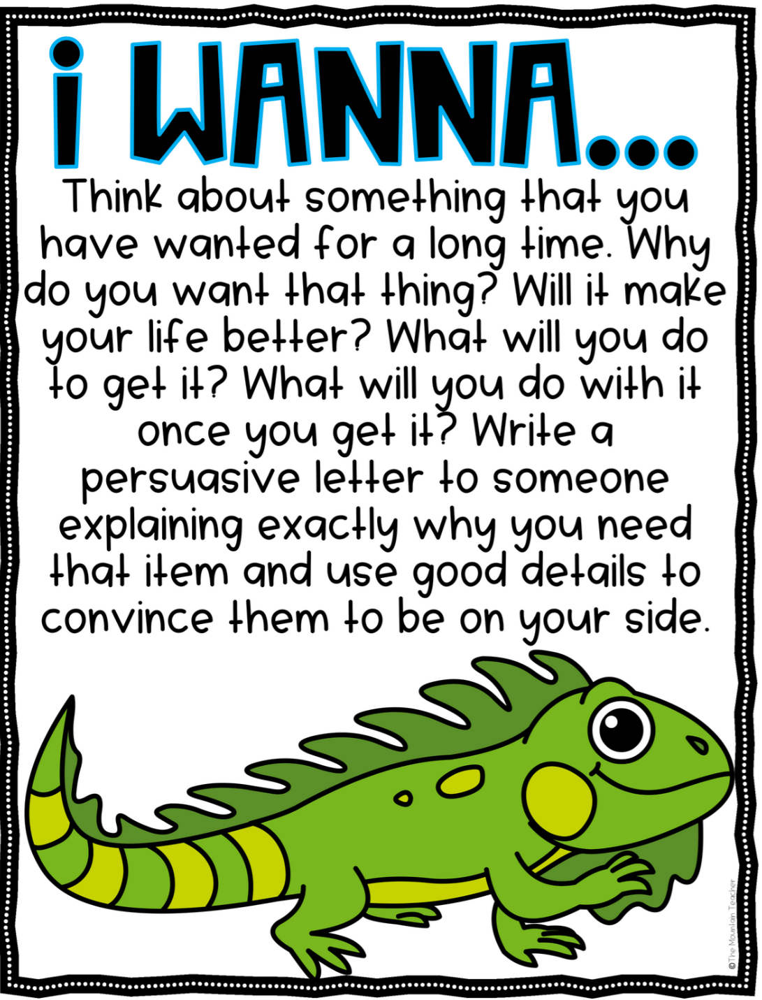 i WANNA...
Think about something that you
have wanted for a long time. Why
do you want that thing? Will it make
your life better? What will you do
to get it? What will you do with it
once you get it? Write a
persuasive letter to someone
explaining exactly why you need
that item and use good details to
convince them to be on your side.
©The Mountain Teacher